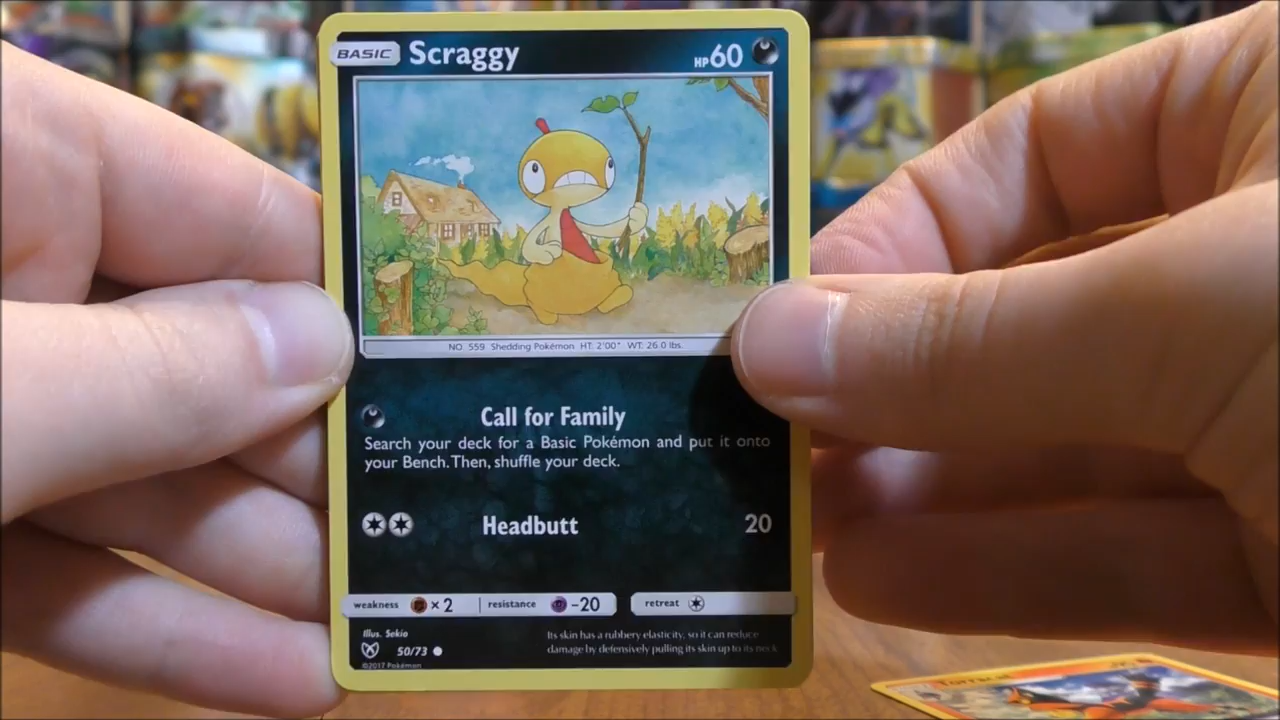 BASIC Scraggy HP60
NO. 559 Shedding Pokémon HT: 2'00" WT: 26.0 lbs.
Call for Family
Search your deck for a Basic Pokémon and put it onto
your Bench. Then, shuffle your deck.
Headbutt 20
weakness ×2 resistance -20 retreat
Illus. Sekio
50/73
©2017 Pokémon
Its skin has a rubbery elasticity, so it can reduce
damage by defensively pulling its skin up to its neck
Torracat